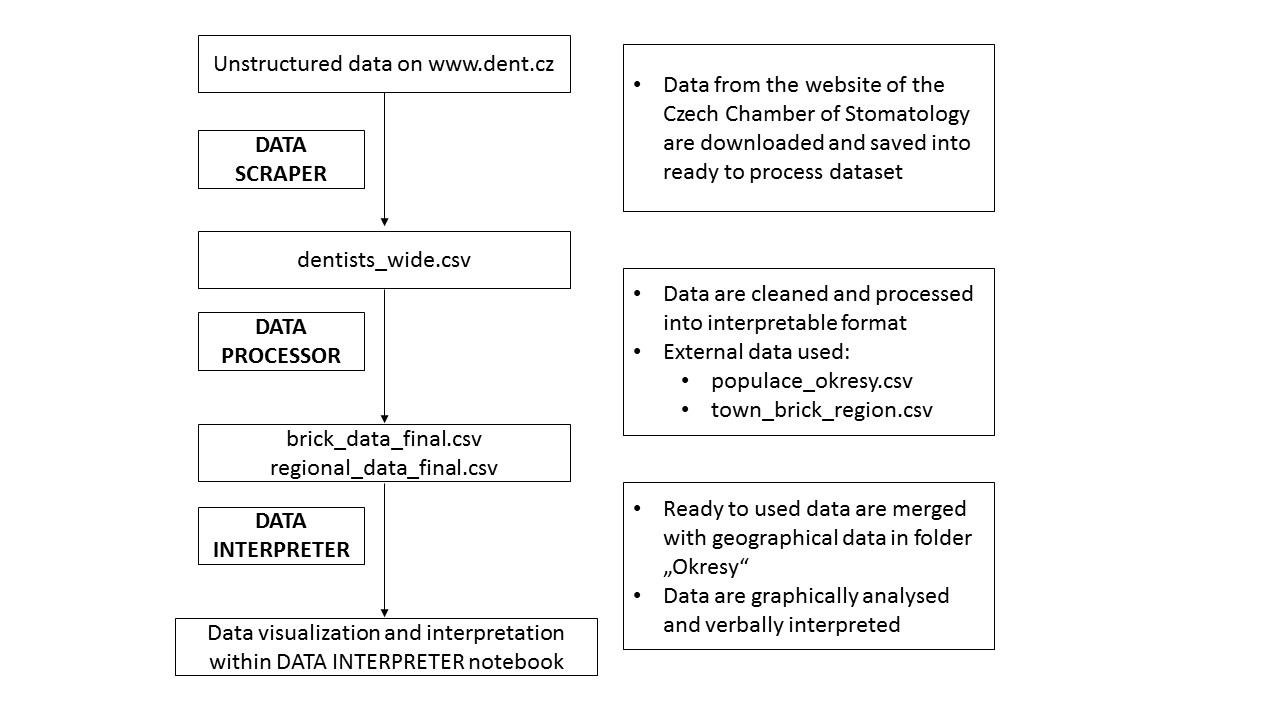 Unstructured data on www.dent.cz
DATA
SCRAPER
• Data from the website of the
Czech Chamber of Stomatology
are downloaded and saved into
ready to process dataset
dentists_wide.csv
DATA
PROCESSOR
• Data are cleaned and processed
into interpretable format
• External data used:
• populace_okresy.csv
• town_brick_region.csv
brick_data_final.csv
regional_data_final.csv
DATA
INTERPRETER
• Ready to used data are merged
with geographical data in folder
„Okresy“
• Data are graphically analysed
and verbally interpreted
Data visualization and interpretation
within DATA INTERPRETER notebook